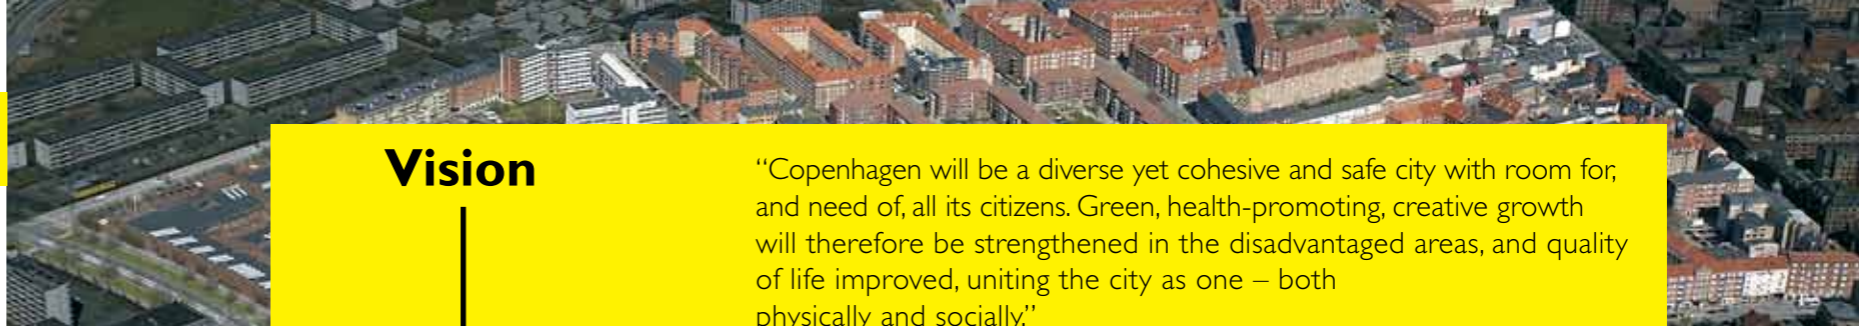 Vision
“Copenhagen will be a diverse yet cohesive and safe city with room for,
and need of, all its citizens. Green, health-promoting, creative growth
will therefore be strengthened in the disadvantaged areas, and quality
of life improved, uniting the city as one – both
physically and socially.”